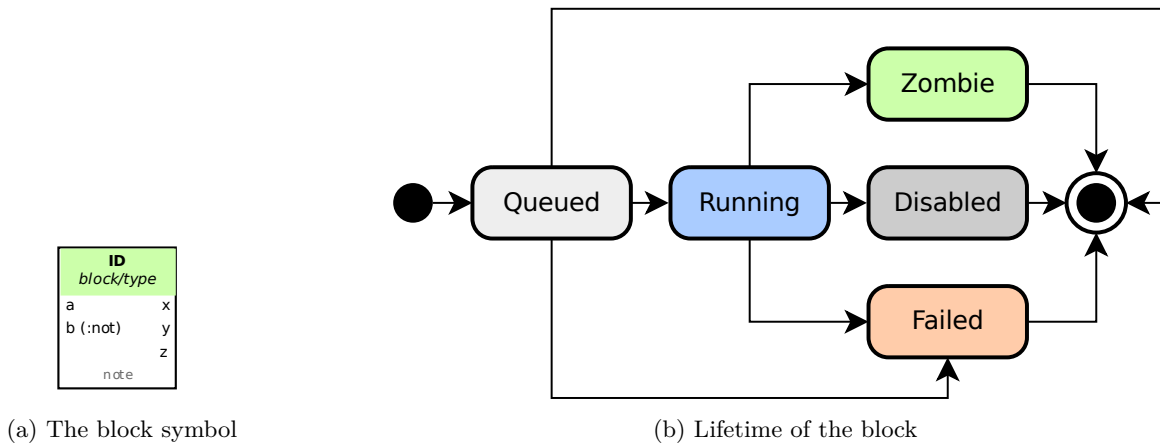 Zombie
Queued
Running
Disabled
Failed
ID
block/type
a x
b (:not) y
z
note
(a) The block symbol
(b) Lifetime of the block